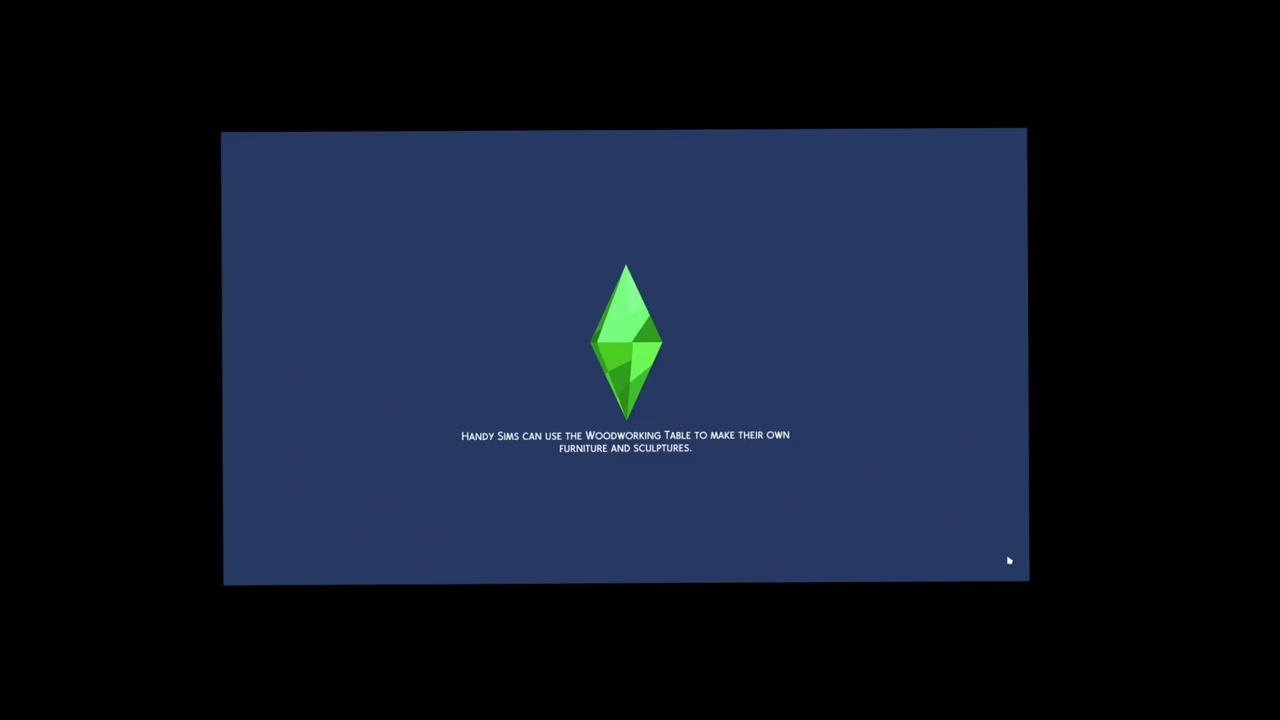 Handy Sims can use the Woodworking Table to make their own
furniture and sculptures.